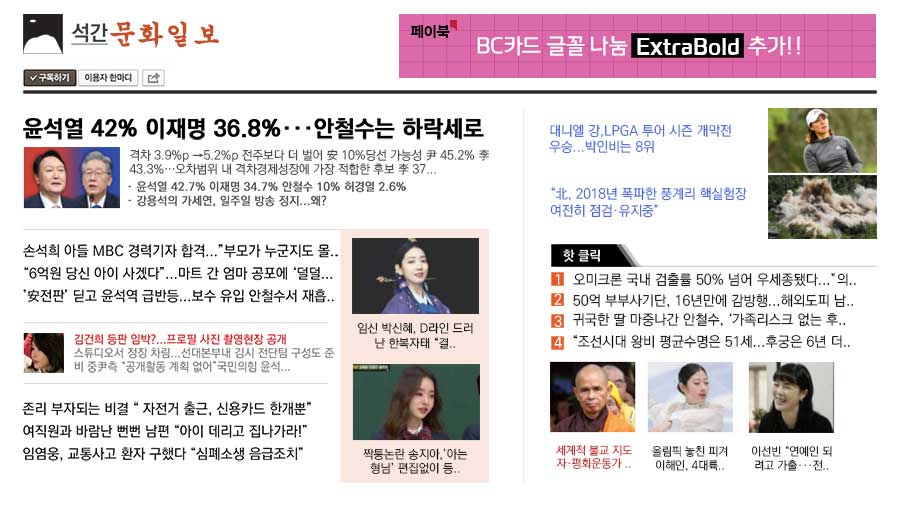 석간 문화일보
페이북
BC카드 글꼴 나눔 ExtraBold 추가!!
구독하기 이용자 한마디
윤석열 42% 이재명 36.8%···안철수는 하락세로
격차 3.9%p →5.2%p 전주보다 더 벌어 安 10%당선 가능성 尹 45.2% 李
43.3%…오차범위 내 격차경제성장에 가장 적합한 후보 李 37...
· 윤석열 42.7% 이재명 34.7% 안철수 10% 허경열 2.6%
· 강용석의 가세연, 일주일 방송 정지...왜?
손석희 아들 MBC 경력기자 합격...”부모가 누군지도 몰..
“6억원 당신 아이 사겠다”...마트 간 엄마 공포에 ‘덜덜...
'安전판’ 딛고 윤석역 급반등...보수 유입 안철수서 재흡..
김건희 등판 임박?...프로필 사진 촬영현장 공개
스튜디오서 정장 차림...선대본부내 김시 전단팀 구성도 준
비 중尹측 “공개활동 계획 없어”국민의힘 윤석...
존리 부자되는 비결 “ 자전거 출근, 신용카드 한개뿐”
여직원과 바람난 뻔뻔 남편 “아이 데리고 집나가라!”
임영웅, 교통사고 환자 구했다 “심폐소생 음급조치”
임신 박신혜, D라인 드러
난 한복자태 “결..
짝퉁논란 송지아,’아는
형님’ 편집없이 등..
대니엘 강,LPGA 투어 시즌 개막전
우승...박인비는 8위
“北, 2018년 폭파한 풍계리 핵실험장
여전히 점검·유지중”
핫 클릭
1 오미크론 국내 검출률 50% 넘어 우세종됐다...“의..
2 50억 부부사기단, 16년만에 감방행...해외도피 남..
3 귀국한 딸 마중나간 안철수, ‘가족리스크 없는 후..
4 “조선시대 왕비 평균수명은 51세...후궁은 6년 더..
세계적 불교 지도
자·평화운동가 ..
올림픽 놓친 피겨
이해인, 4대륙..
이선빈 “연예인 되
려고 가출···전..